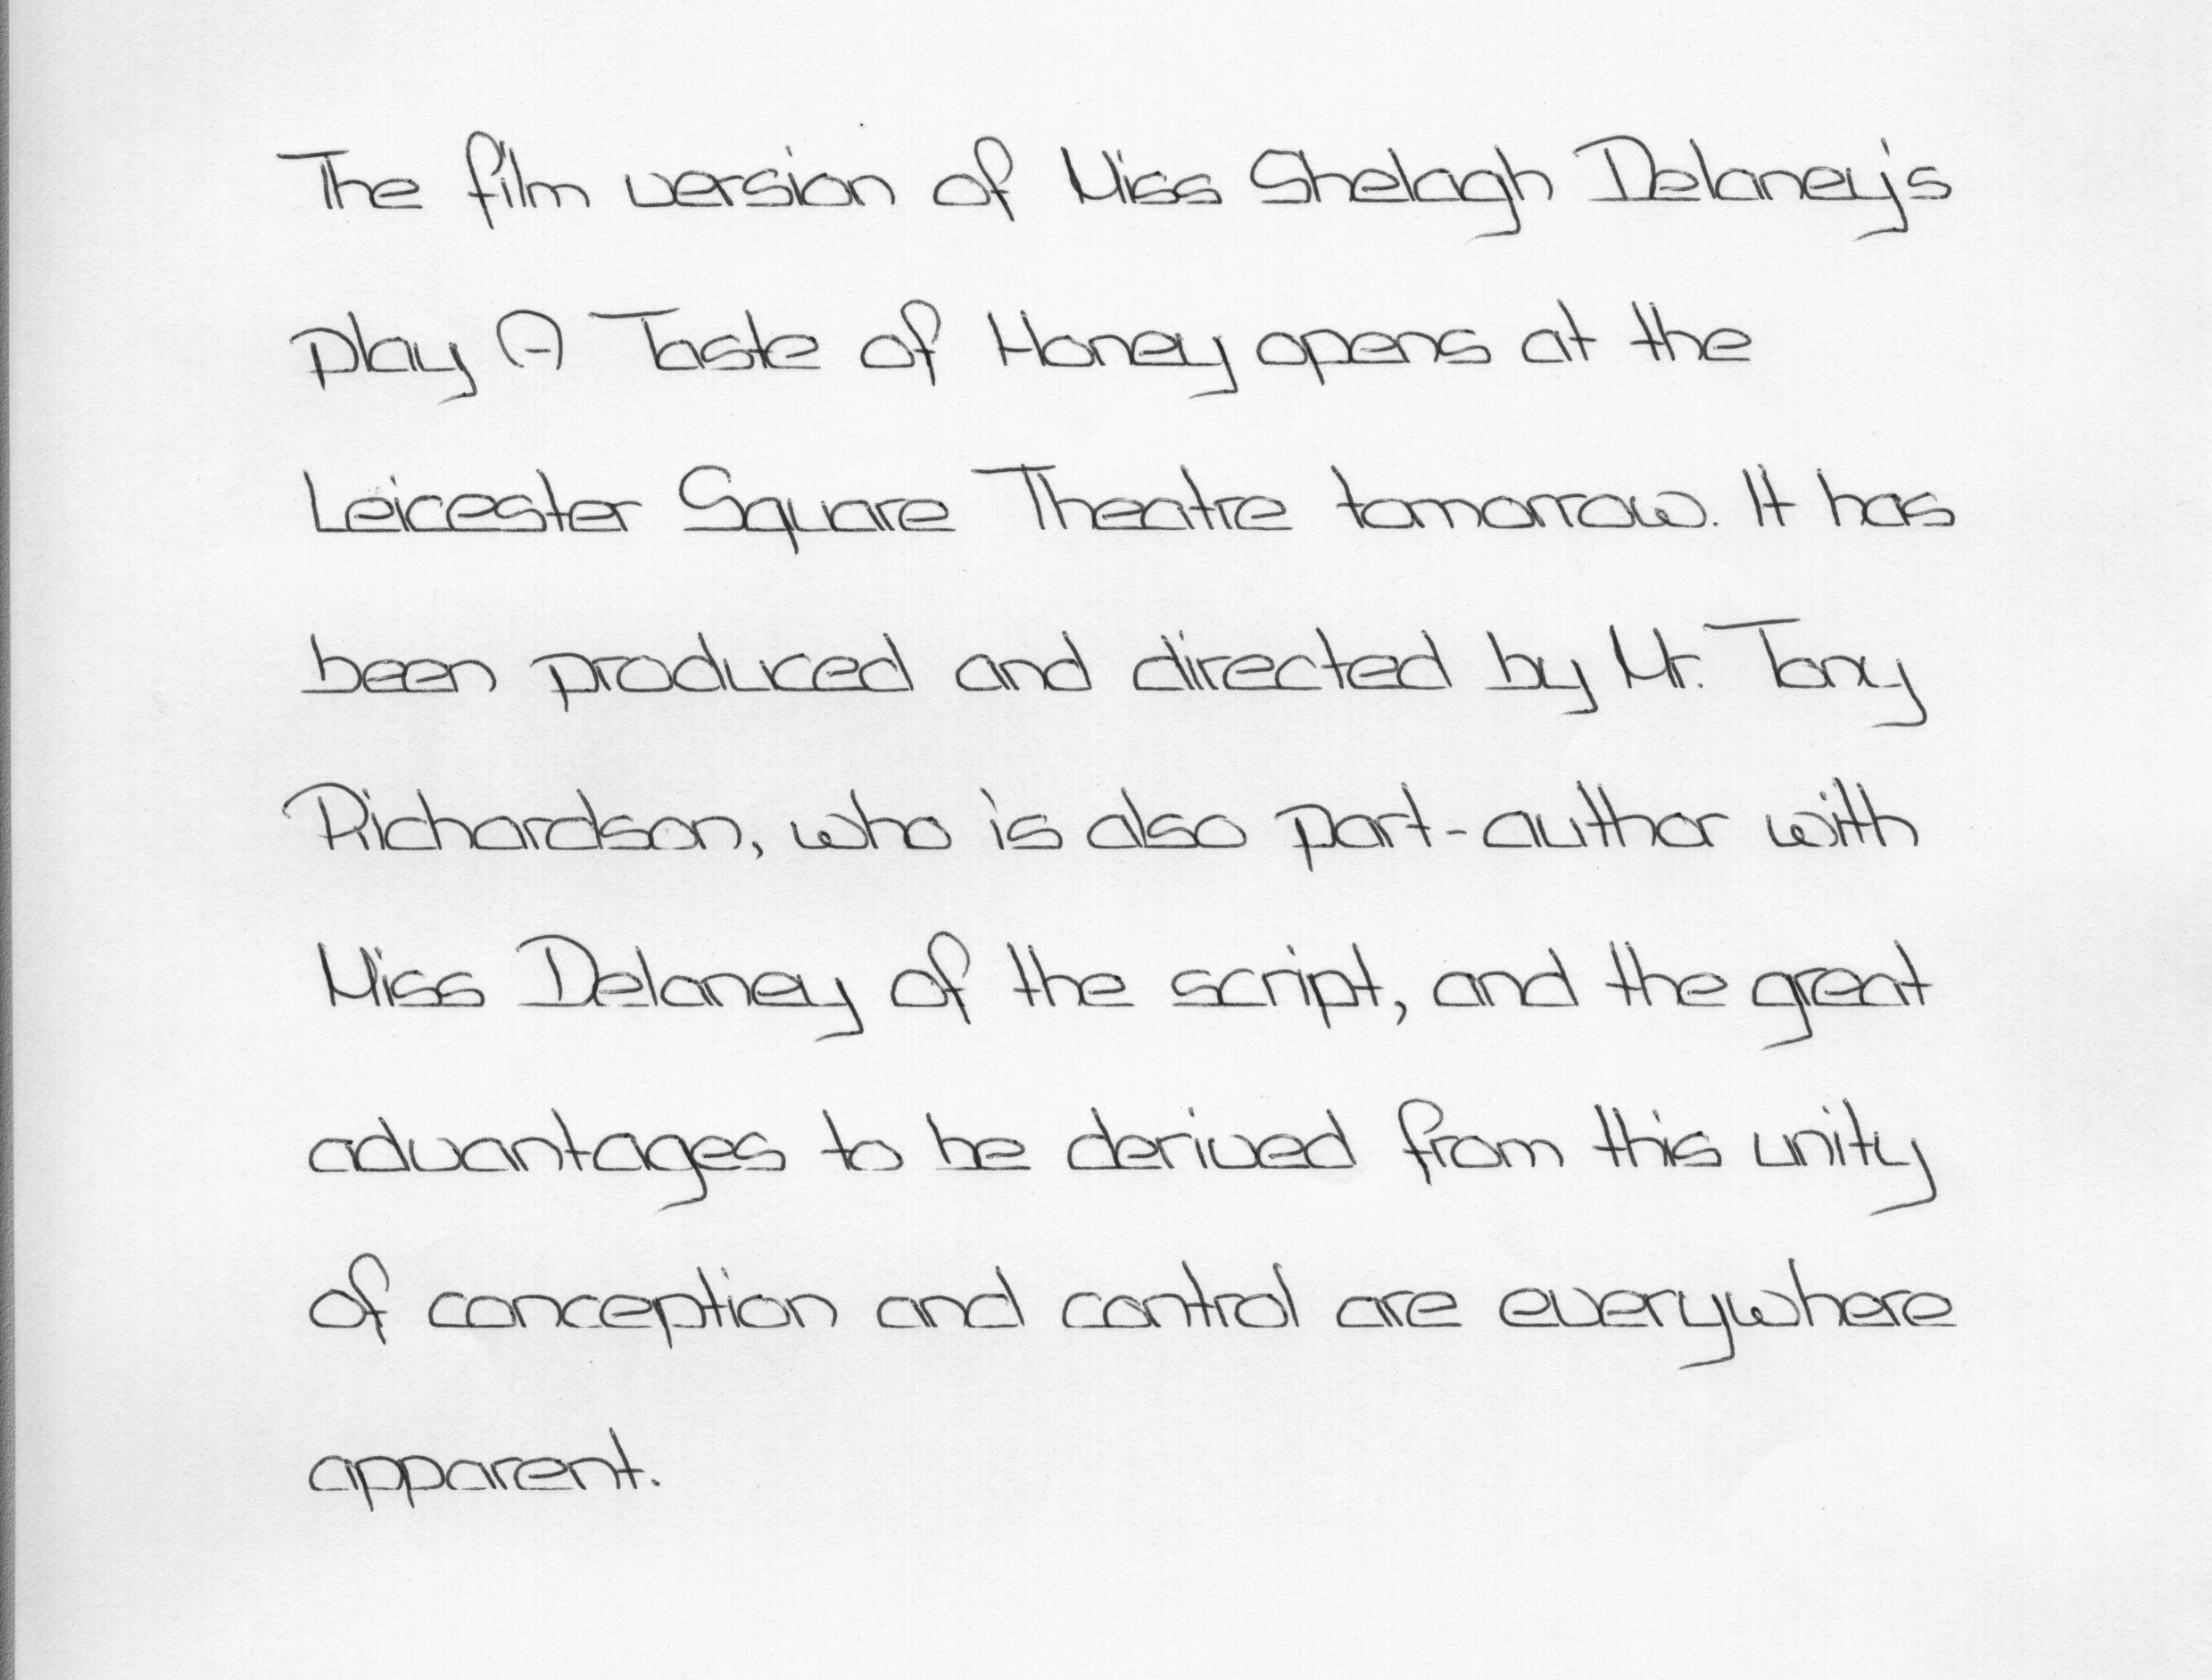 The film version of Miss Shelagh Delaney's
play A Taste of Honey opens at the
Leicester Square Theatre tomorrow. It has
been produced and directed by Mr. Tony
Richardson, who is also part-author with
Miss Delaney of the script, and the great
advantages to be derived from this unity
of conception and control are everywhere
apparent.